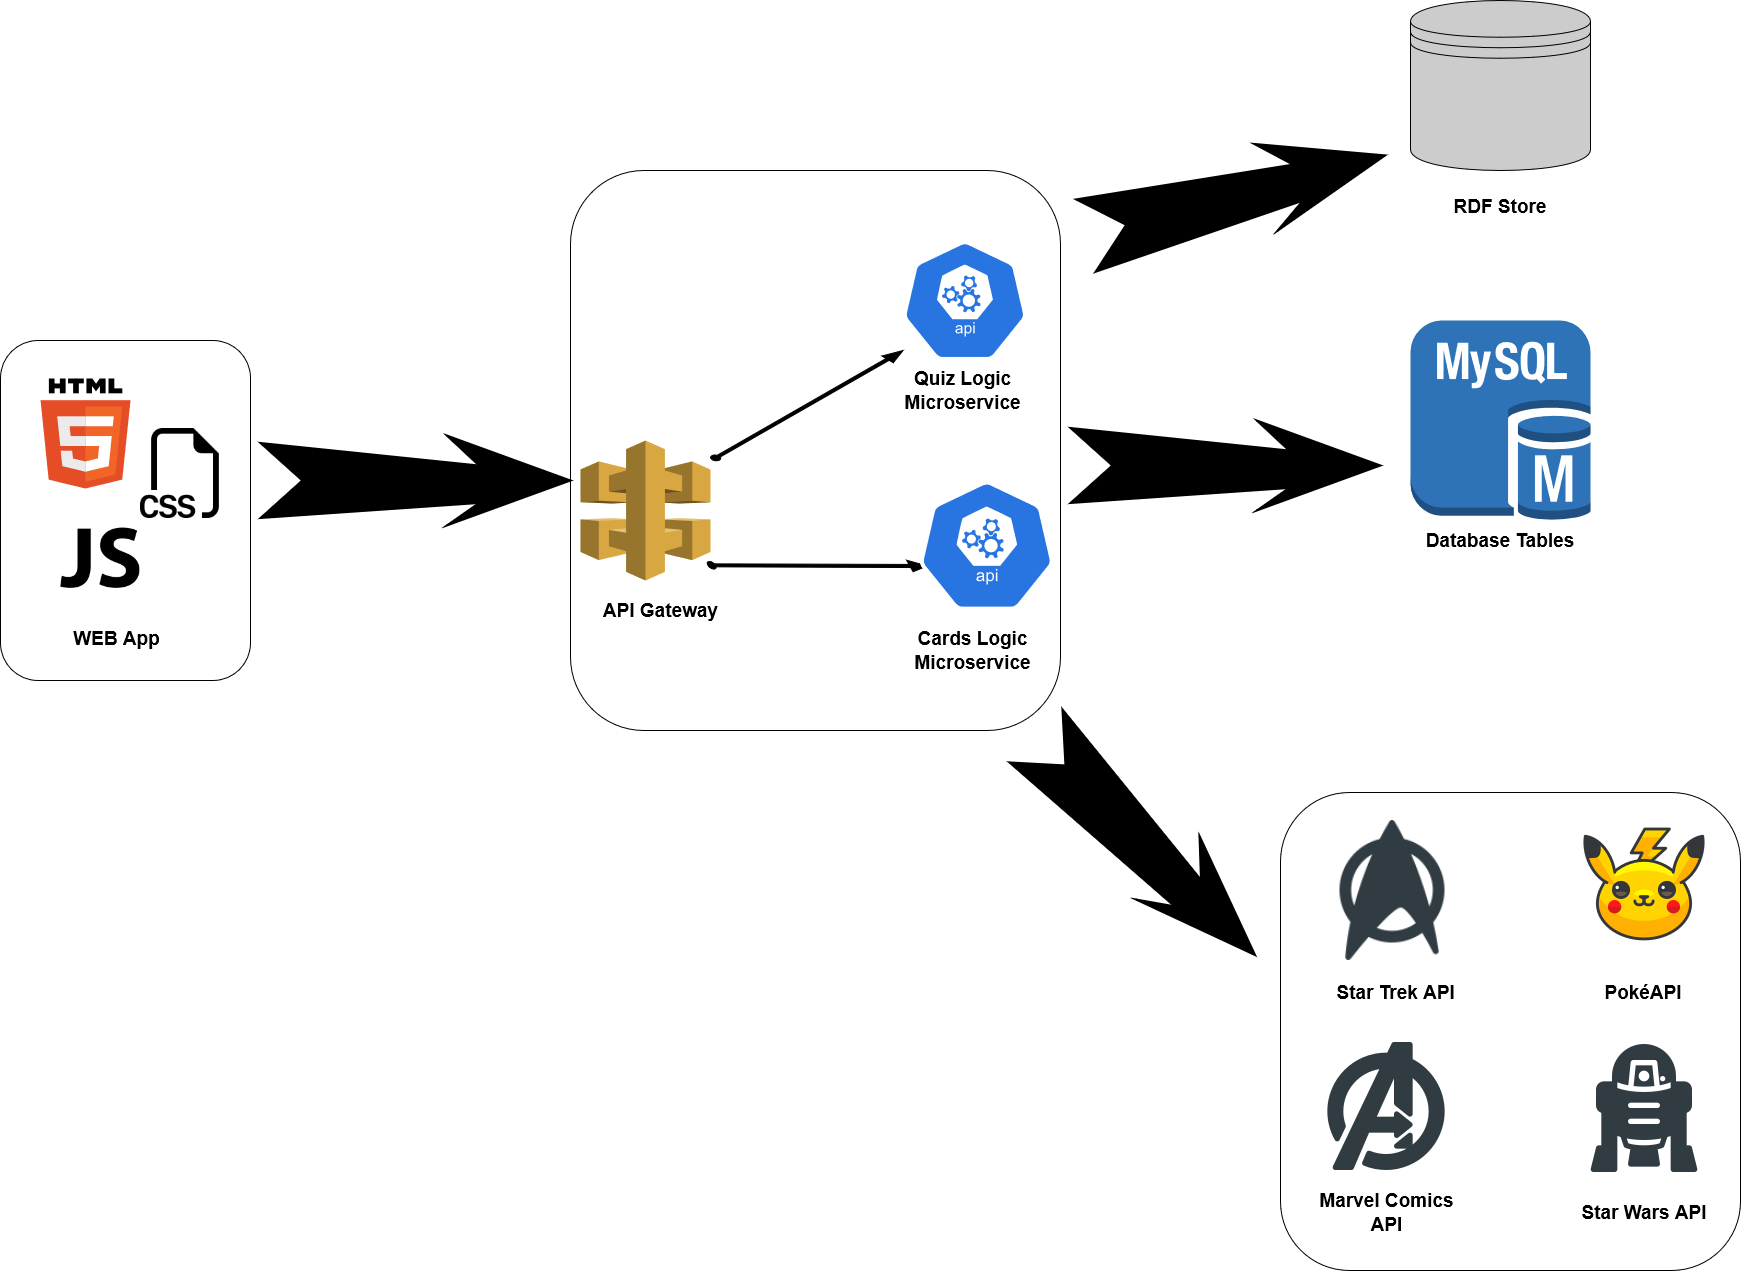 RDF Store
api
Quiz Logic
Microservice
MySQL
M
Database Tables
HTML
5
CSS
JS
WEB App
API Gateway
api
Cards Logic
Microservice
Star Trek API
PokéAPI
Marvel Comics
API
Star Wars API